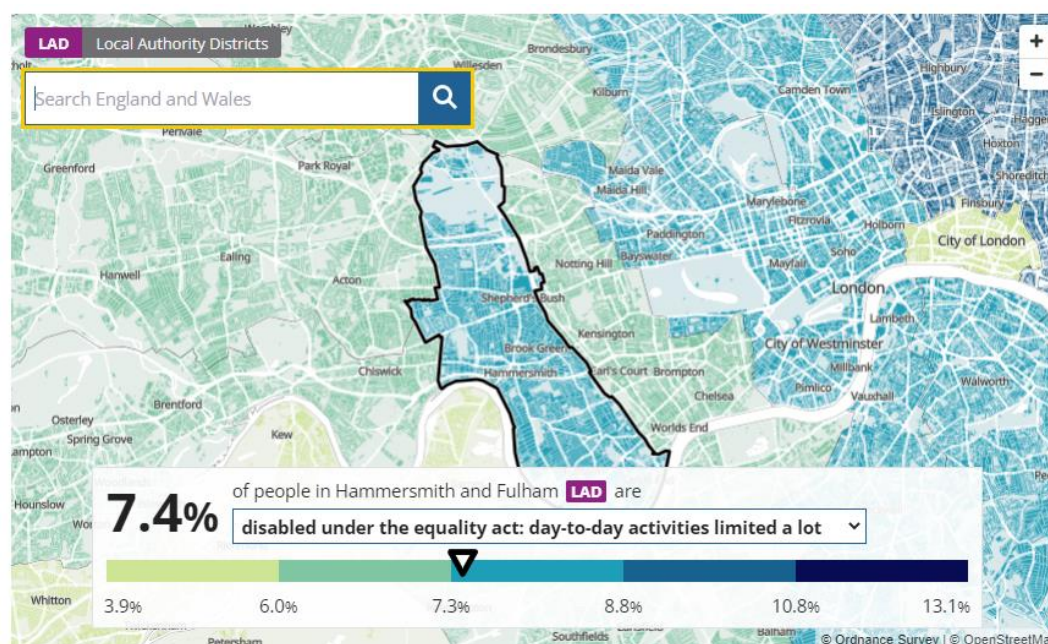 Wembley
LAD Local Authority Districts
Search England and Wales
+
−
Brondesbury
Willesden
Highbury
Kilburn
Camden Town
Islington
Perivale
Hoxton
Greenford
Park Royal
Maida Vale
Shoreditch
Maida Hill
Marylebone
Finsbury
Fitzrovia
Holborn
Paddington
City of London
Ealing
Soho
Hanwell
Notting Hill
Bayswater
Mayfair
Acton
London
Shepherd's Bush
Lambeth
Kensington
City of Westminster
Brook Green
Chiswick
Hammersmith
Earl's Court
Brompton
Millbank
Walworth
Pimlico
Vauxhall
Chelsea
Brentford
Osterley
Worlds End
Kew
Spring Grove
Hounslow
7.4%
of people in Hammersmith and Fulham LAD are
disabled under the equality act: day-to-day activities limited a lot
3.9% 6.0% 7.3% 8.8% 10.8% 13.1%
Whitton
Petersham
Southfields
Balham
© Ordnance Survey | © OpenStreetMa